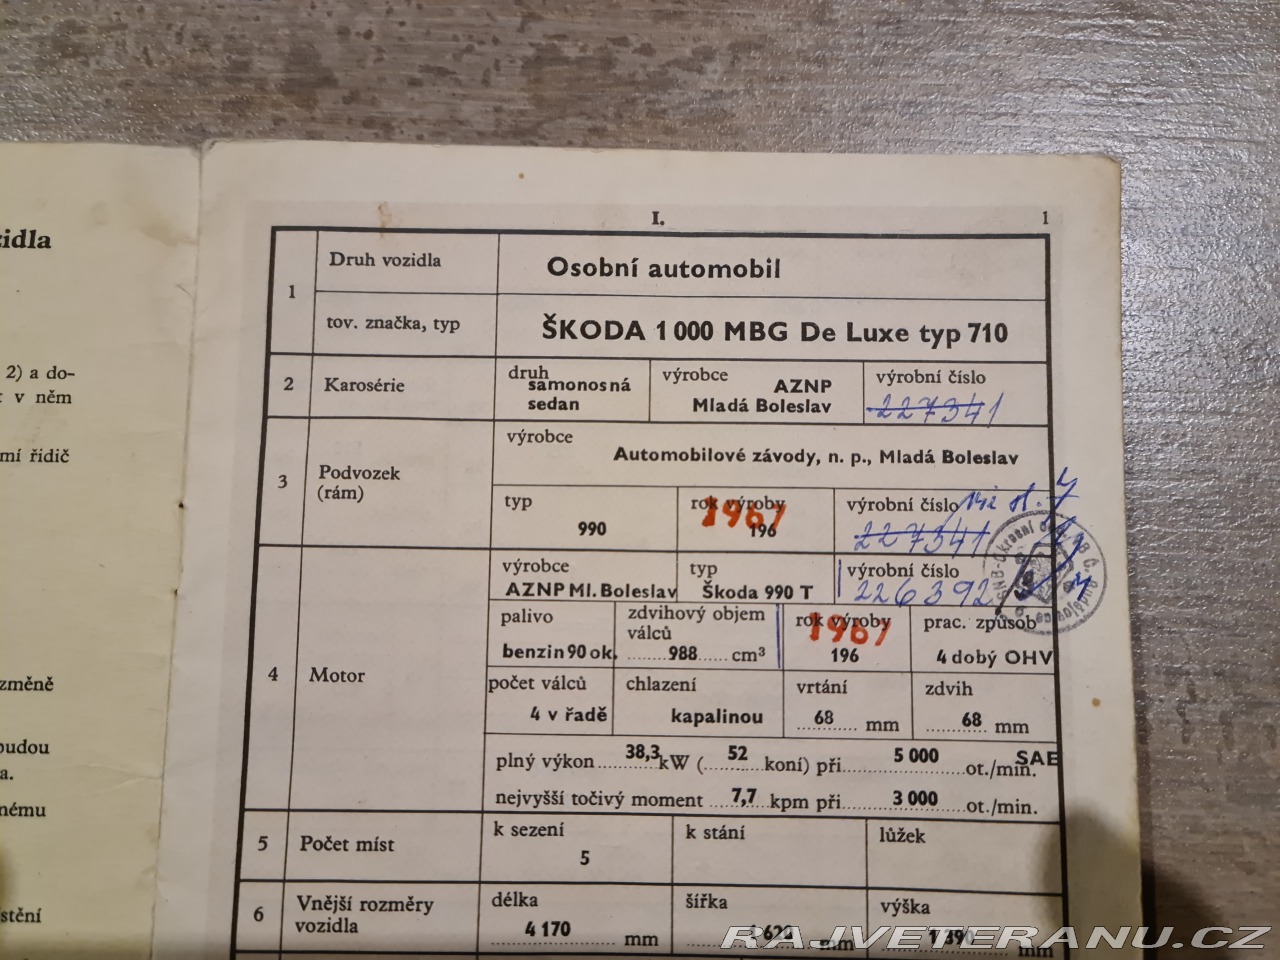 zidla
2) a do-
v něm
mí řidič
změně
budou
a.
nému
stění
I.
1
1
Druh vozidla
Osobní automobil
tov. značka, typ
ŠKODA 1 000 MBG De Luxe typ 710
2
Karosérie
druh
samonosná
sedan
výrobce
AZNP
Mladá Boleslav
výrobní číslo
227341
3
Podvozek
(rám)
výrobce
Automobilové závody, n. p., Mladá Boleslav
typ
990
rok výroby
1967
196
výrobní číslo
227341
4
Motor
výrobce
AZNP Ml. Boleslav
typ
Škoda 990 T
výrobní číslo
226392
palivo
benzin 90 ok.
zdvihový objem
válců
988 cm³
rok výroby
1967
196
prac. způsob
4 dobý OHV
počet válců
4 v řadě
chlazení
kapalinou
vrtání
68 mm
zdvih
68 mm
plný výkon 38,3 kW ( 52 koní) při 5 000 ot./min. SAE
nejvyšší točivý moment 7,7 kpm při 3 000 ot./min.
5
Počet míst
k sezení
5
k stání
lůžek
6
Vnější rozměry
vozidla
délka
4 170 mm
šířka
1 620 mm
výška
1 390 mm
RAJVETERANU.CZ